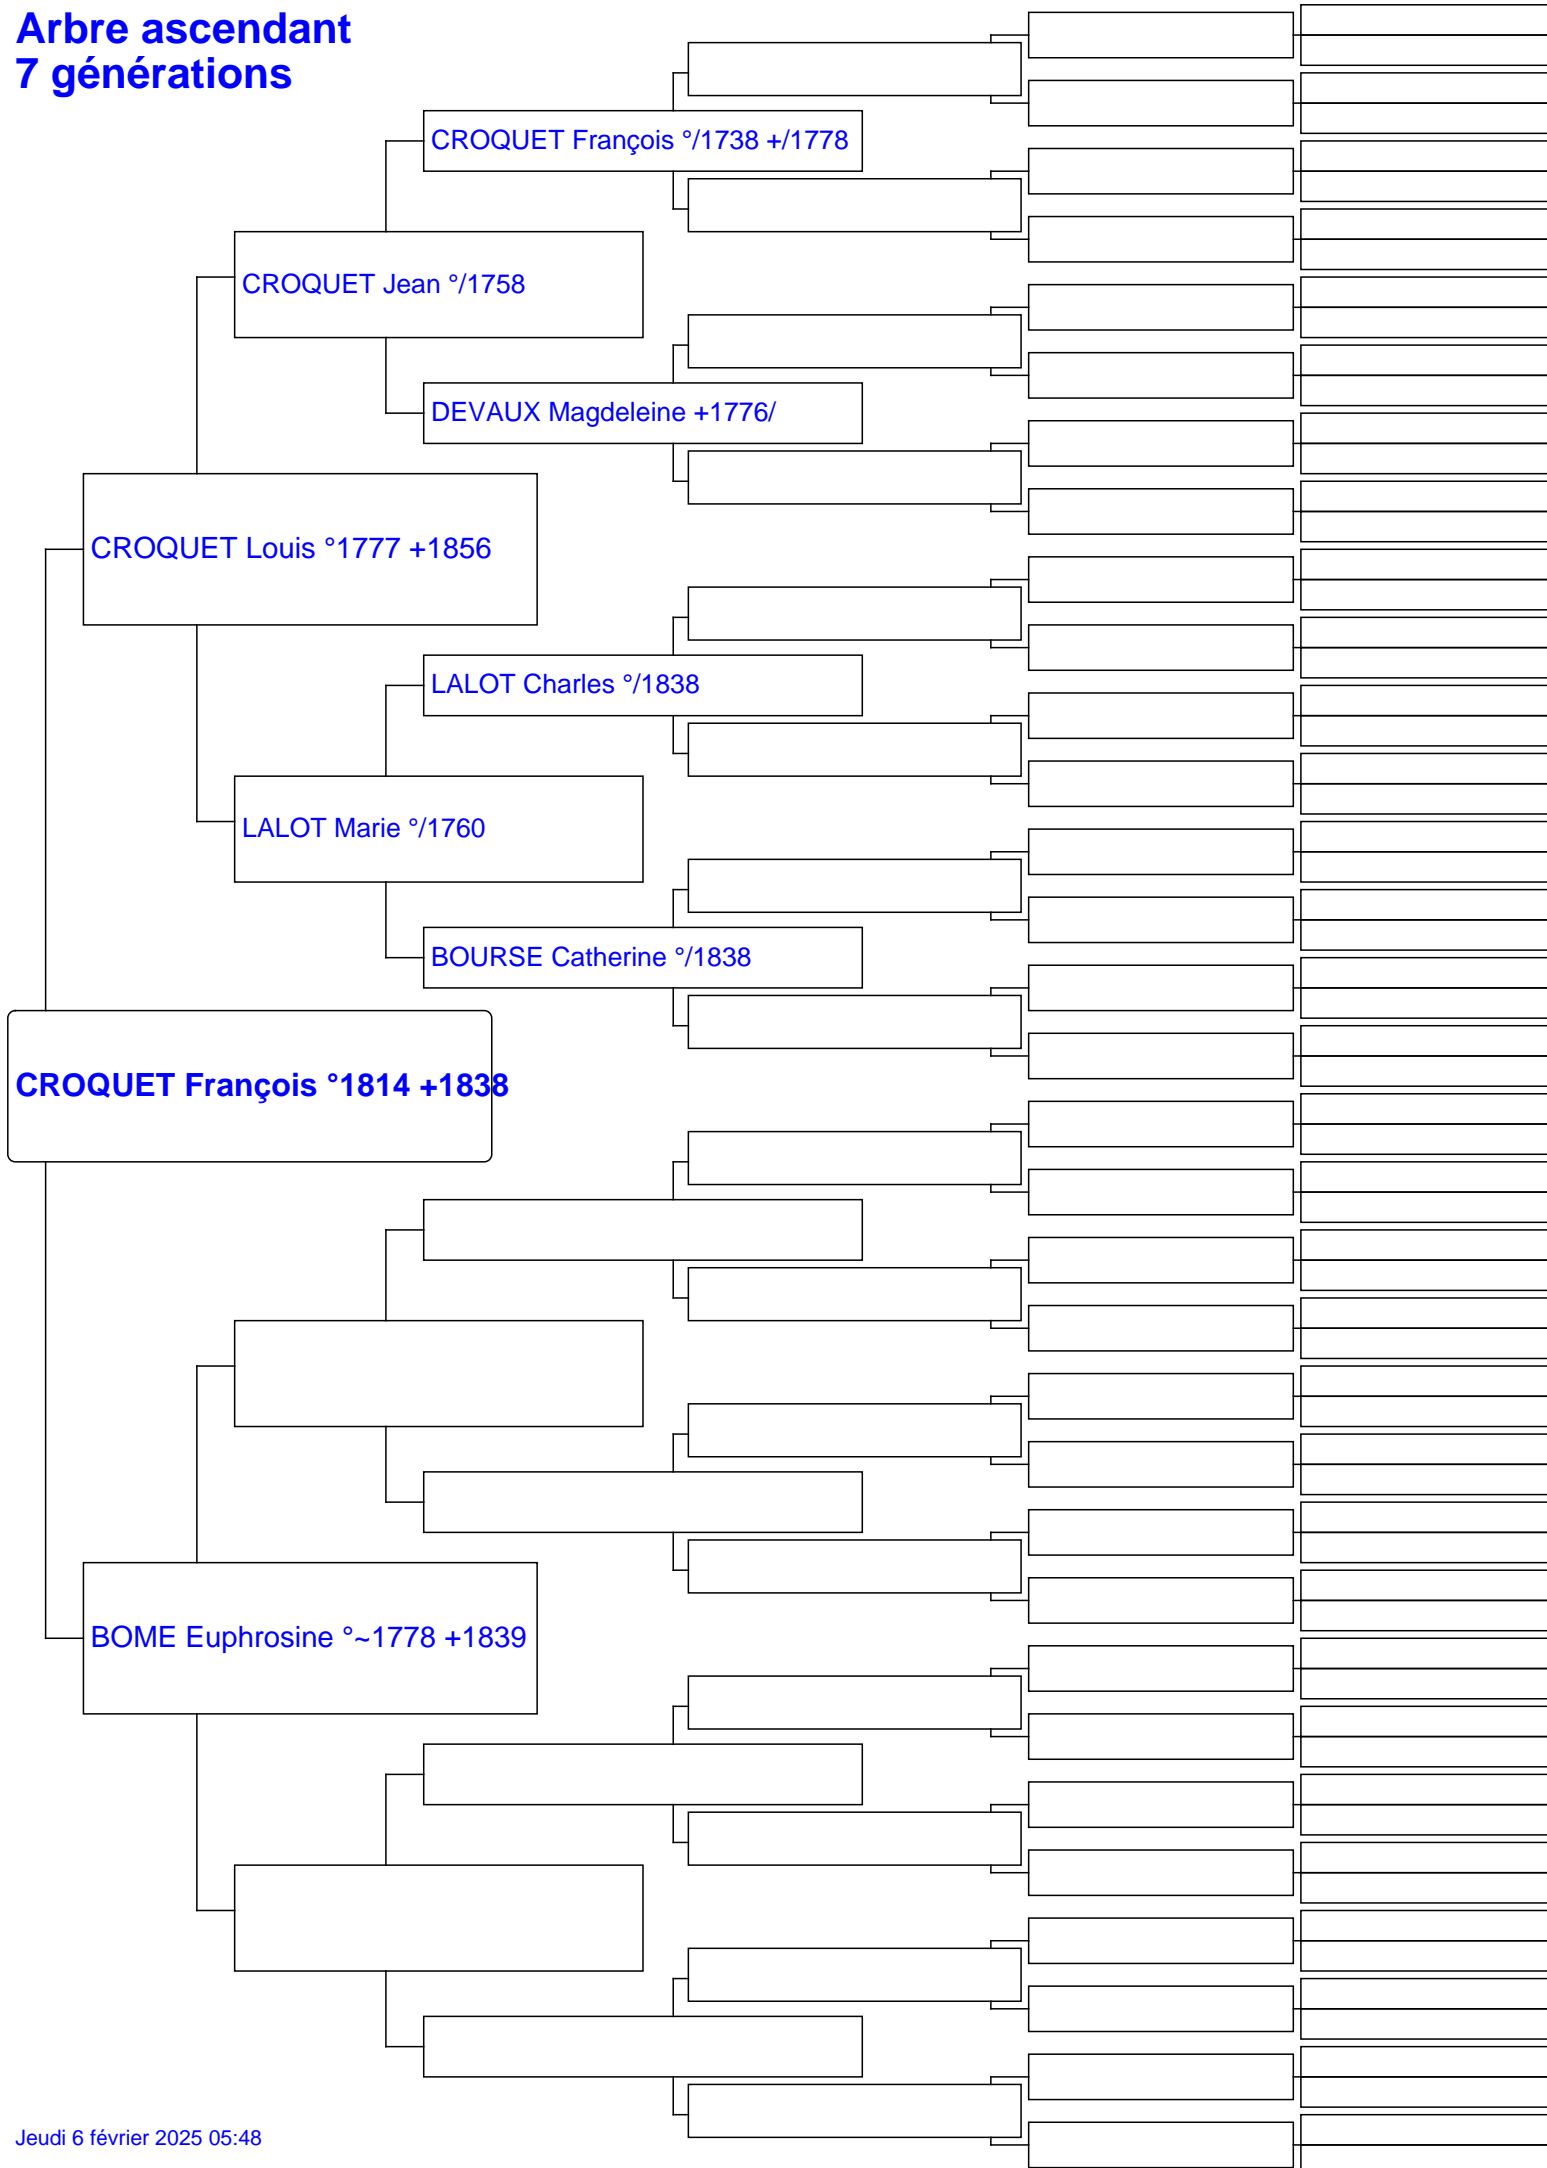 Arbre ascendant
7 générations
CROQUET François °/1738 +/1778
CROQUET Jean °/1758
DEVAUX Magdeleine +1776/
CROQUET Louis °1777 +1856
LALOT Charles °/1838
LALOT Marie °/1760
BOURSE Catherine °/1838
CROQUET François °1814 +1838
BOME Euphrosine °~1778 +1839
Jeudi 6 février 2025 05:48